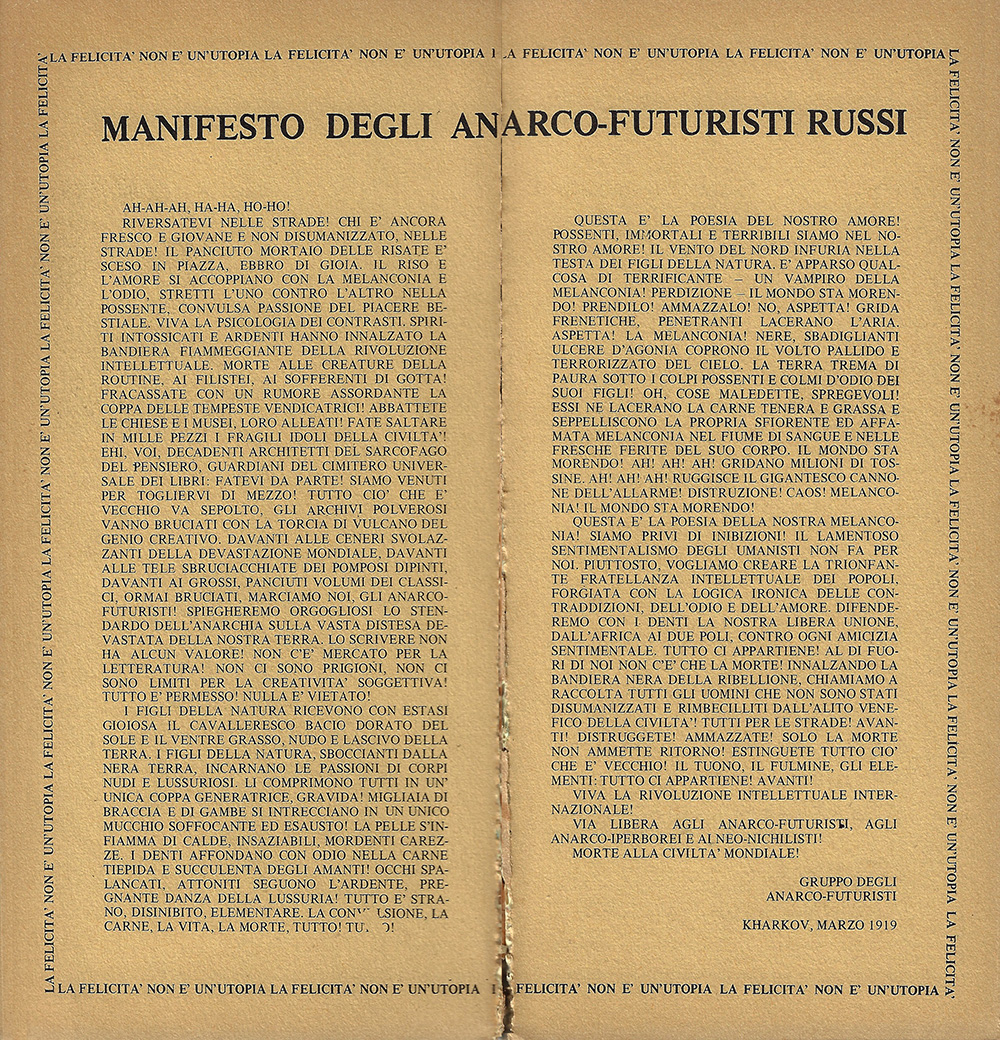 LA FELICITA' NON E' UN'UTOPIA LA FELICITA' NON E' UN'UTOPIA LA FELICITA' NON E' UN'UTOPIA LA FELICITA' NON E' UN'UTOPIA
MANIFESTO DEGLI ANARCO-FUTURISTI RUSSI
AH-AH-AH, HA-HA, HO-HO!
RIVERSATEVI NELLE STRADE! CHI E' ANCORA
FRESCO E GIOVANE E NON DISUMANIZZATO, NELLE
STRADE! IL PANCIUTO MORTAIO DELLE RISATE E'
SCESO IN PIAZZA, EBBRO DI GIOIA. IL RISO E
L'AMORE SI ACCOPPIANO CON LA MELANCONIA E
L'ODIO, STRETTI L'UNO CONTRO L'ALTRO NELLA
POSSENTE, CONVULSA PASSIONE DEL PIACERE BE-
STIALE. VIVA LA PSICOLOGIA DEI CONTRASTI. SPIRI-
TI INTOSSICATI E ARDENTI HANNO INNALZATO LA
BANDIERA FIAMMEGGIANTE DELLA RIVOLUZIONE
INTELLETTUALE. MORTE ALLE CREATURE DELLA
ROUTINE, AI FILISTEI, AI SOFFERENTI DI GOTTA!
FRACASSATE CON UN RUMORE ASSORDANTE LA
COPPA DELLE TEMPESTE VENDICATRICI! ABBATTETE
LE CHIESE E I MUSEI, LORO ALLEATI! FATE SALTARE
IN MILLE PEZZI I FRAGILI IDOLI DELLA CIVILTA'!
EHI, VOI, DECADENTI ARCHITETTI DEL SARCOFAGO
DEL PENSIERO, GUARDIANI DEL CIMITERO UNIVER-
SALE DEI LIBRI: FATEVI DA PARTE! SIAMO VENUTI
PER TOGLIERVI DI MEZZO! TUTTO CIO' CHE E'
VECCHIO VA SEPOLTO, GLI ARCHIVI POLVEROSI
VANNO BRUCIATI CON LA TORCIA DI VULCANO DEL
GENIO CREATIVO. DAVANTI ALLE CENERI SVOLAZ-
ZANTI DELLA DEVASTAZIONE MONDIALE, DAVANTI
ALLE TELE SBRUCIACCHIATE DEI POMPOSI DIPINTI,
DAVANTI AI GROSSI, PANCIUTI VOLUMI DEI CLASSI-
CI, ORMAI BRUCIATI, MARCIAMO NOI, GLI ANARCO-
FUTURISTI! SPIEGHEREMO ORGOGLIOSI LO STEN-
DARDO DELL'ANARCHIA SULLA VASTA DISTESA DE-
VASTATA DELLA NOSTRA TERRA. LO SCRIVERE NON
HA ALCUN VALORE! NON C'E' MERCATO PER LA
LETTERATURA! NON CI SONO PRIGIONI, NON CI
SONO LIMITI PER LA CREATIVITA' SOGGETTIVA!
TUTTO E' PERMESSO! NULLA E' VIETATO!
I FIGLI DELLA NATURA RICEVONO CON ESTASI
GIOIOSA IL CAVALLERESCO BACIO DORATO DEL
SOLE E IL VENTRE GRASSO, NUDO E LASCIVO DELLA
TERRA. I FIGLI DELLA NATURA, SBOCCIANTI DALLA
NERA TERRA, INCARNANO LE PASSIONI DI CORPI
NUDI E LUSSURIOSI. LI COMPRIMONO TUTTI IN UN'
UNICA COPPA GENERATRICE, GRAVIDA! MIGLIAIA DI
BRACCIA E DI GAMBE SI INTRECCIANO IN UN UNICO
MUCCHIO SOFFOCANTE ED ESAUSTO! LA PELLE S'IN-
FIAMMA DI CALDE, INSAZIABILI, MORDENTI CAREZ-
ZE. I DENTI AFFONDANO CON ODIO NELLA CARNE
TIEPIDA E SUCCULENTA DEGLI AMANTI! OCCHI SPA-
LANCATI, ATTONITI SEGUONO L'ARDENTE, PRE-
GNANTE DANZA DELLA LUSSURIA! TUTTO E' STRA-
NO, DISINIBITO, ELEMENTARE. LA CONVULSIONE, LA
CARNE, LA VITA, LA MORTE, TUTTO!
QUESTA E' LA POESIA DEL NOSTRO AMORE!
POSSENTI, IMMORTALI E TERRIBILI SIAMO NEL NO-
STRO AMORE! IL VENTO DEL NORD INFURIA NELLA
TESTA DEI FIGLI DELLA NATURA. E' APPARSO QUAL-
COSA DI TERRIFICANTE – UN VAMPIRO DELLA
MELANCONIA! PERDIZIONE – IL MONDO STA MOREN-
DO! PRENDILO! AMMAZZALO! NO, ASPETTA! GRIDA
FRENETICHE, PENETRANTI LACERANO L'ARIA.
ASPETTA! LA MELANCONIA! NERE, SBADIGLIANTI
ULCERE D'AGONIA COPRONO IL VOLTO PALLIDO E
TERRORIZZATO DEL CIELO. LA TERRA TREMA DI
PAURA SOTTO I COLPI POSSENTI E COLMI D'ODIO DEI
SUOI FIGLI! OH, COSE MALEDETTE, SPREGEVOLI!
ESSI NE LACERANO LA CARNE TENERA E GRASSA E
SEPPELLISCONO LA PROPRIA SFIORENTE ED AFFA-
MATA MELANCONIA NEL FIUME DI SANGUE E NELLE
FRESCHE FERITE DEL SUO CORPO. IL MONDO STA
MORENDO! AH! AH! AH! GRIDANO MILIONI DI TOS-
SINE. AH! AH! AH! RUGGISCE IL GIGANTESCO CANNO-
NE DELL'ALLARME! DISTRUZIONE! CAOS! MELANCO-
NIA! IL MONDO STA MORENDO!
QUESTA E' LA POESIA DELLA NOSTRA MELANCO-
NIA! SIAMO PRIVI DI INIBIZIONI! IL LAMENTOSO
SENTIMENTALISMO DEGLI UMANISTI NON FA PER
NOI. PIUTTOSTO, VOGLIAMO CREARE LA TRIONFAN-
TE FRATELLANZA INTELLETTUALE DEI POPOLI,
FORGIATA CON LA LOGICA IRONICA DELLE CON-
TRADDIZIONI, DELL'ODIO E DELL'AMORE. DIFENDE-
REMO CON I DENTI LA NOSTRA LIBERA UNIONE,
DALL'AFRICA AI DUE POLI, CONTRO OGNI AMICIZIA
SENTIMENTALE. TUTTO CI APPARTIENE! AL DI FUO-
RI DI NOI NON C'E' CHE LA MORTE! INNALZANDO LA
BANDIERA NERA DELLA RIBELLIONE, CHIAMIAMO A
RACCOLTA TUTTI GLI UOMINI CHE NON SONO STATI
DISUMANIZZATI E RIMBECILLITI DALL'ALITO VENE-
FICO DELLA CIVILTA'! TUTTI PER LE STRADE! AVAN-
TI! DISTRUGGETE! AMMAZZATE! SOLO LA MORTE
NON AMMETTE RITORNO! ESTINGUETE TUTTO CIO'
CHE E' VECCHIO! IL TUONO, IL FULMINE, GLI ELE-
MENTI: TUTTO CI APPARTIENE! AVANTI!
VIVA LA RIVOLUZIONE INTELLETTUALE INTER-
NAZIONALE!
VIA LIBERA AGLI ANARCO-FUTURISTI, AGLI
ANARCO-IPERBOREI E AI NEO-NICHILISTI!
MORTE ALLA CIVILTA' MONDIALE!
GRUPPO DEGLI
ANARCO-FUTURISTI
KHARKOV, MARZO 1919
LA FELICITA' NON E' UN'UTOPIA LA FELICITA' NON E' UN'UTOPIA LA FELICITA' NON E' UN'UTOPIA LA FELICITA' NON E' UN'UTOPIA LA FELICITA'
LA FELICITA' NON E' UN'UTOPIA LA FELICITA' NON E' UN'UTOPIA LA FELICITA' NON E' UN'UTOPIA LA FELICITA' NON E' UN'UTOPIA LA FELICITA'
LA FELICITA' NON E' UN'UTOPIA LA FELICITA' NON E' UN'UTOPIA FELICITA' NON E' UN'UTOPIA LA FELICITA' NON E' UN'UTOPIA